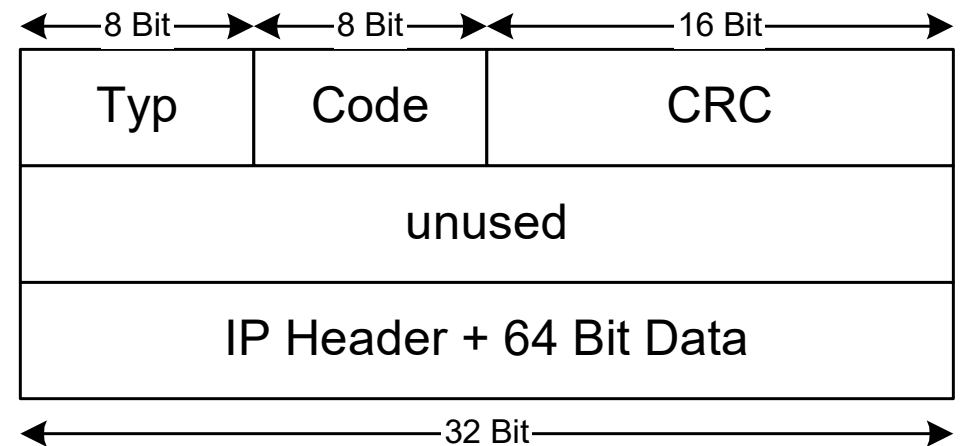 8 Bit 8 Bit 16 Bit
Typ Code CRC
unused
IP Header + 64 Bit Data
32 Bit